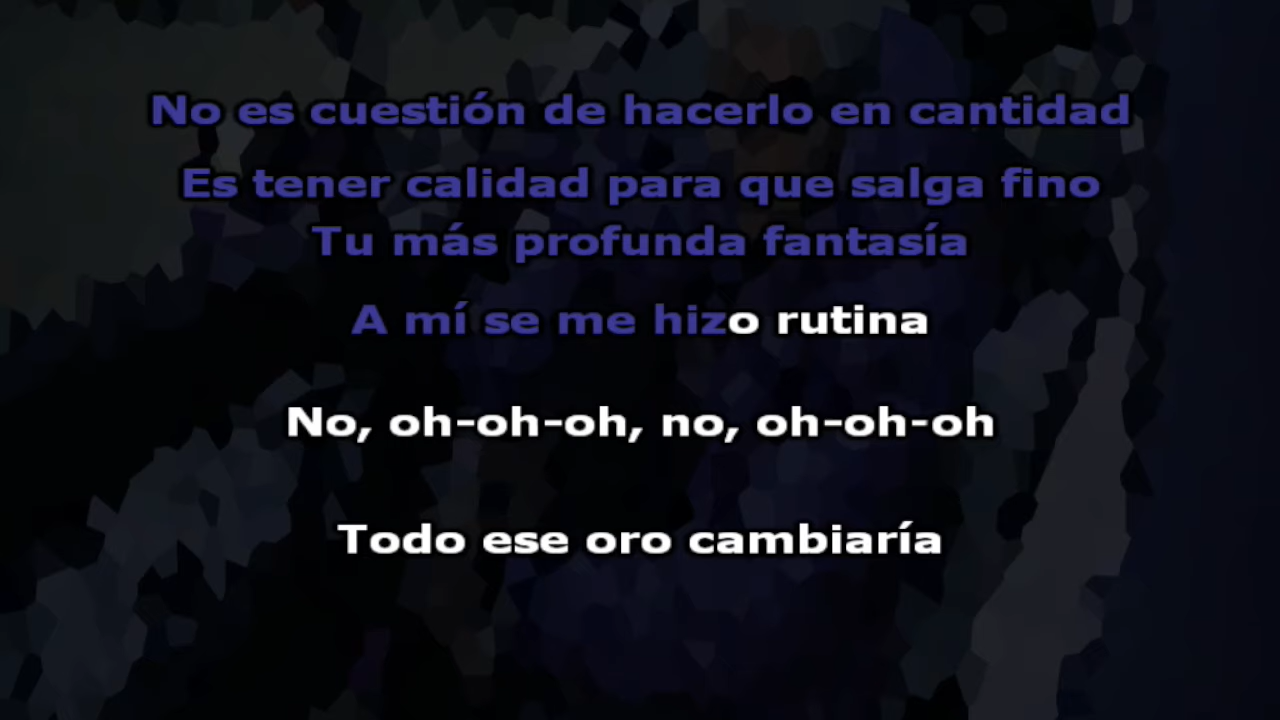 No es cuestión de hacerlo en cantidad
Es tener calidad para que salga fino
Tu más profunda fantasía
A mí se me hizo rutina
No, oh-oh-oh, no, oh-oh-oh
Todo ese oro cambiaría